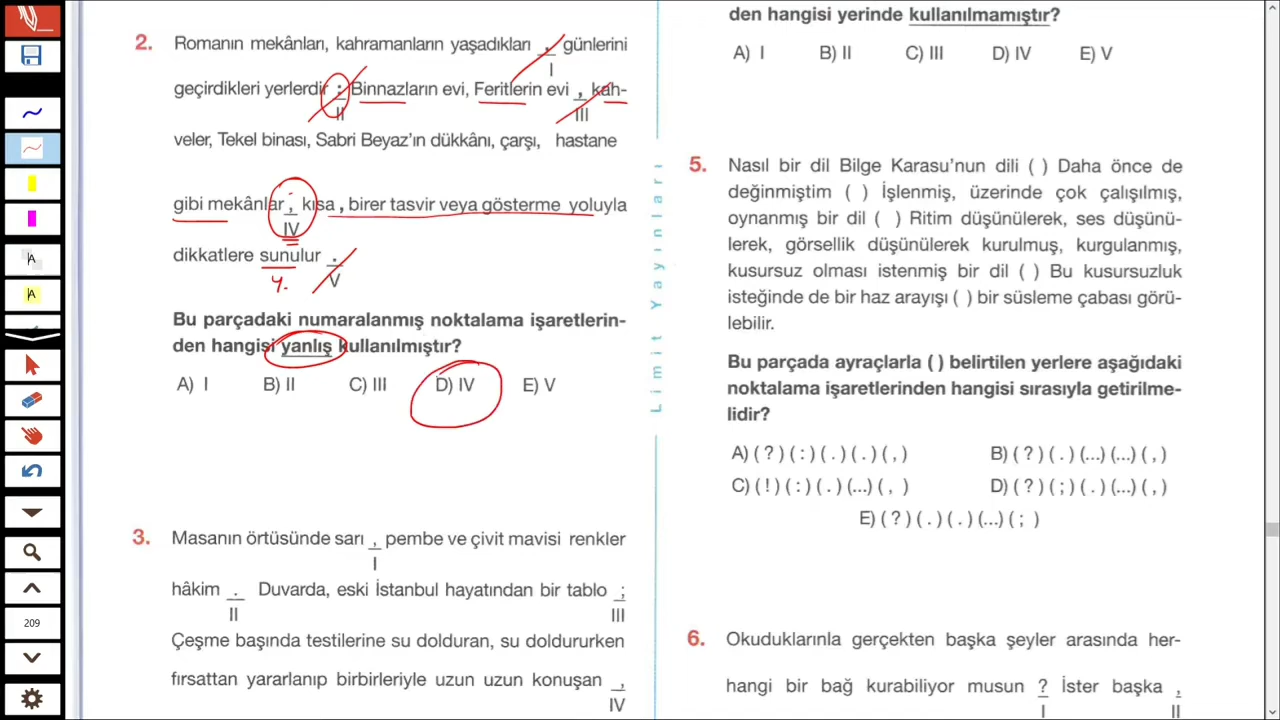 2. Romanın mekânları, kahramanların yaşadıkları , günlerini
I
geçirdikleri yerlerdir ; Binnazların evi, Feritlerin evi , kah-
II III
veler, Tekel binası, Sabri Beyaz'ın dükkânı, çarşı, hastane
gibi mekânlar ; kısa , birer tasvir veya gösterme yoluyla
IV
dikkatlere sunulur .
y. V
Bu parçadaki numaralanmış noktalama işaretlerin-
den hangisi yanlış kullanılmıştır?
A) I B) II C) III D) IV E) V
3. Masanın örtüsünde sarı , pembe ve çivit mavisi renkler
I
hâkim . Duvarda, eski İstanbul hayatından bir tablo ;
II III
Çeşme başında testilerine su dolduran, su doldururken
fırsattan yararlanıp birbirleriyle uzun uzun konuşan ,
IV
Limit Yayınları
den hangisi yerinde kullanılmamıştır?
A) I B) II C) III D) IV E) V
5. Nasıl bir dil Bilge Karasu'nun dili ( ) Daha önce de
değinmiştim ( ) İşlenmiş, üzerinde çok çalışılmış,
oynanmış bir dil ( ) Ritim düşünülerek, ses düşünü-
lerek, görsellik düşünülerek kurulmuş, kurgulanmış,
kusursuz olması istenmiş bir dil ( ) Bu kusursuzluk
isteğinde de bir haz arayışı ( ) bir süsleme çabası görü-
lebilir.
Bu parçada ayraçlarla ( ) belirtilen yerlere aşağıdaki
noktalama işaretlerinden hangisi sırasıyla getirilme-
lidir?
A) ( ? ) ( : ) ( . ) ( . ) ( , ) B) ( ? ) ( . ) (...) (...) ( , )
C) ( ! ) ( : ) ( . ) (...) ( , ) D) ( ? ) ( ; ) ( . ) (...) ( , )
E) ( ? ) ( . ) ( . ) (...) ( ; )
6. Okuduklarınla gerçekten başka şeyler arasında her-
hangi bir bağ kurabiliyor musun ? İster başka ,
I II
A
A
209